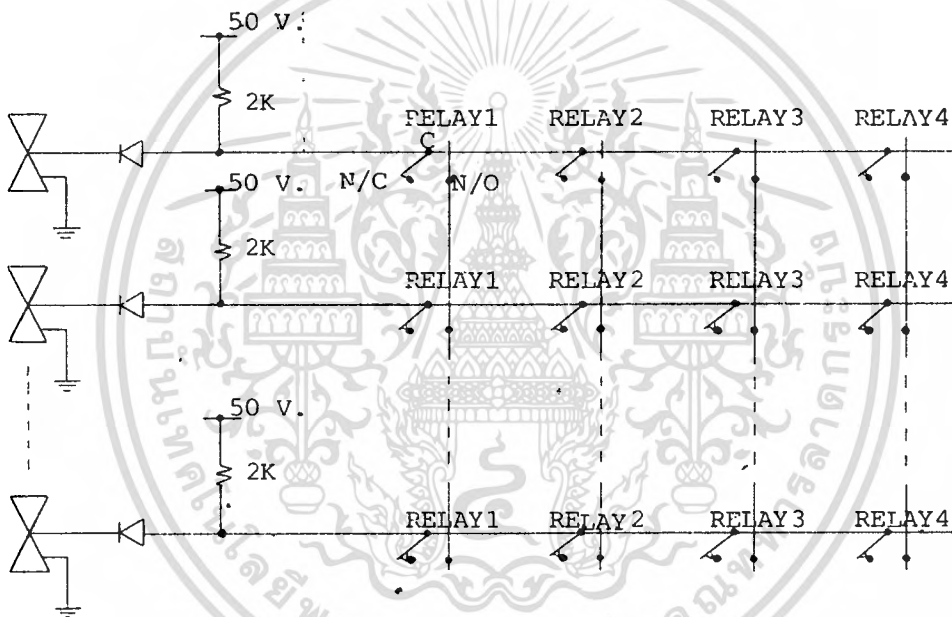 50 V.
2K
RELAY1 RELAY2 RELAY3 RELAY4
C
50 V. N/C N/O
2K
RELAY1 RELAY2 RELAY3 RELAY4
50 V.
2K
RELAY1 RELAY2 RELAY3 RELAY4